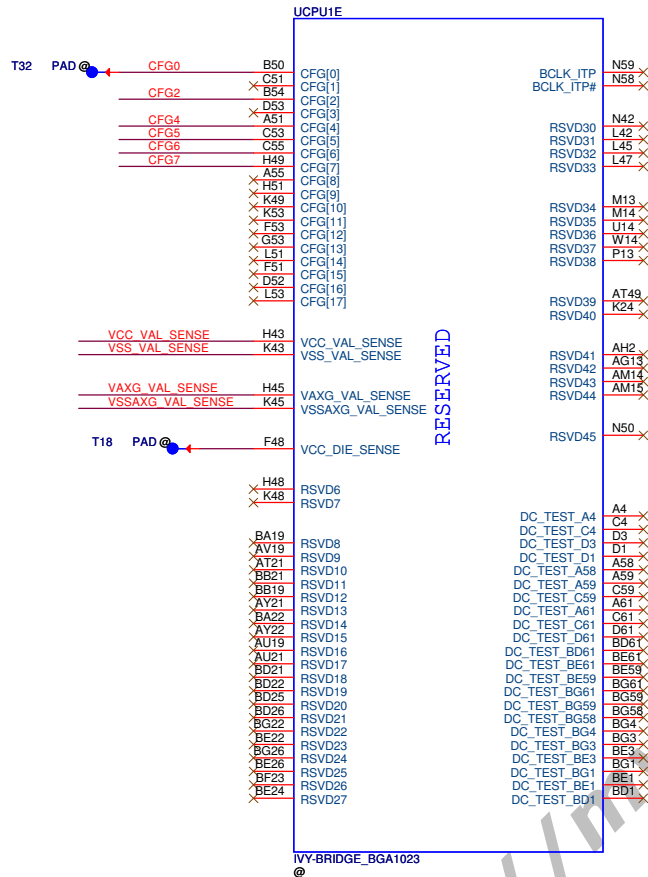 UCPU1E
T32 PAD @ CFG0 B50 CFG[0] BCLK_ITP N59
C51 CFG[1] BCLK_ITP# N58
CFG2 B54 CFG[2]
D53 CFG[3]
CFG4 A51 CFG[4] RSVD30 N42
CFG5 C53 CFG[5] RSVD31 L42
CFG6 C55 CFG[6] RSVD32 L45
CFG7 H49 CFG[7] RSVD33 L47
A55 CFG[8]
H51 CFG[9]
K49 CFG[10] RSVD34 M13
K53 CFG[11] RSVD35 M14
F53 CFG[12] RSVD36 U14
G53 CFG[13] RSVD37 W14
L51 CFG[14] RSVD38 P13
F51 CFG[15]
D52 CFG[16]
L53 CFG[17] RSVD39 AT49
RSVD40 K24
VCC_VAL_SENSE H43 VCC_VAL_SENSE
VSS_VAL_SENSE K43 VSS_VAL_SENSE RSVD41 AH2
RSVD42 AG13
RSVD43 AM14
VAXG_VAL_SENSE H45 VAXG_VAL_SENSE RSVD44 AM15
VSSAXG_VAL_SENSE K45 VSSAXG_VAL_SENSE
RESERVED
RSVD45 N50
T18 PAD @ F48 VCC_DIE_SENSE
H48 RSVD6
K48 RSVD7
DC_TEST_A4 A4
DC_TEST_C4 C4
BA19 RSVD8 DC_TEST_D3 D3
AV19 RSVD9 DC_TEST_D1 D1
AT21 RSVD10 DC_TEST_A58 A58
BB21 RSVD11 DC_TEST_A59 A59
BB19 RSVD12 DC_TEST_C59 C59
AY21 RSVD13 DC_TEST_A61 A61
BA22 RSVD14 DC_TEST_C61 C61
AY22 RSVD15 DC_TEST_D61 D61
AU19 RSVD16 DC_TEST_BD61 BD61
AU21 RSVD17 DC_TEST_BE61 BE61
BD21 RSVD18 DC_TEST_BE59 BE59
BD22 RSVD19 DC_TEST_BG61 BG61
BD25 RSVD20 DC_TEST_BG59 BG59
BD26 RSVD21 DC_TEST_BG58 BG58
BG22 RSVD22 DC_TEST_BG4 BG4
BE22 RSVD23 DC_TEST_BG3 BG3
BG26 RSVD24 DC_TEST_BE3 BE3
BE26 RSVD25 DC_TEST_BG1 BG1
BF23 RSVD26 DC_TEST_BE1 BE1
BE24 RSVD27 DC_TEST_BD1 BD1
IVY-BRIDGE_BGA1023
@